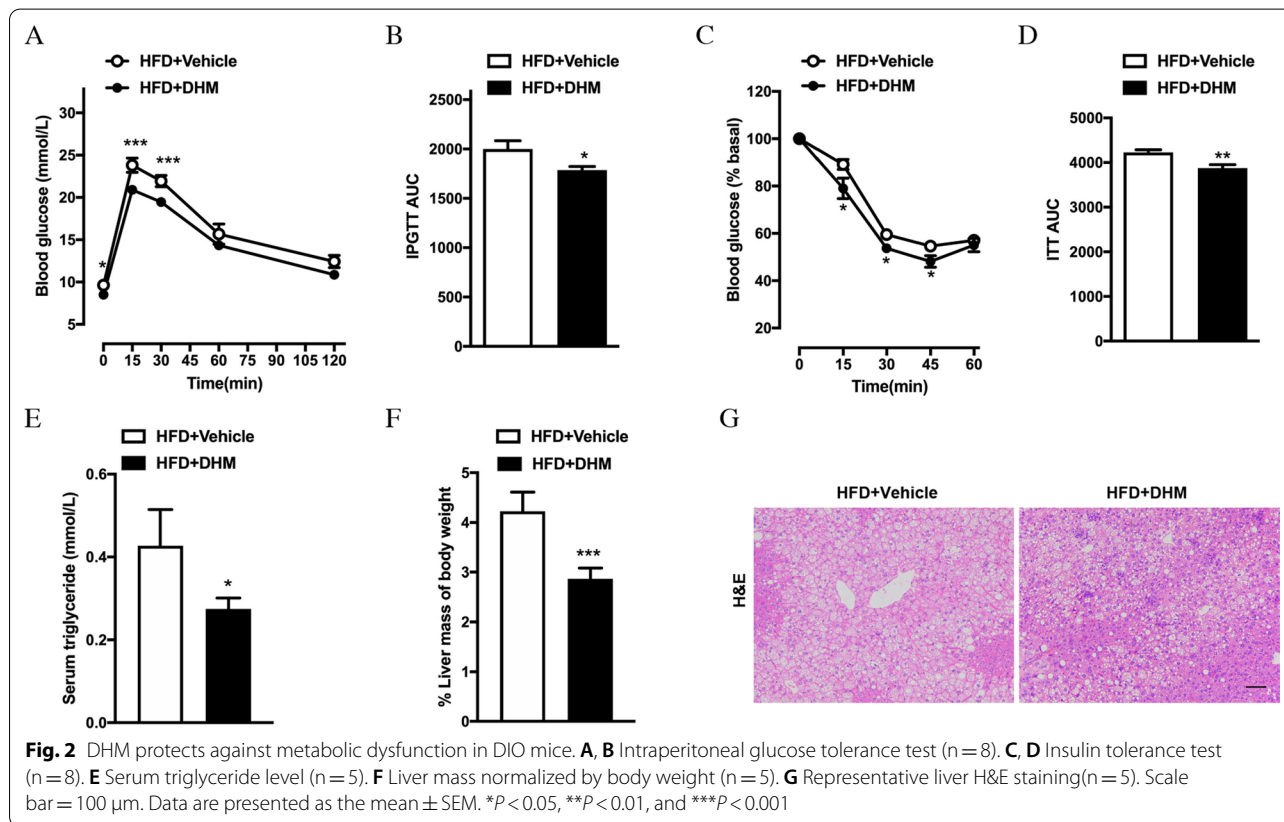 A
HFD+Vehicle
HFD+DHM
Blood glucose (mmol/L)
30
25
20
15
10
5
*
***
***
0 15 30 45 60 75 90 105 120
Time(min)
B
HFD+Vehicle
HFD+DHM
IPGTT AUC
2500
2000
1500
1000
500
0
*
C
HFD+Vehicle
HFD+DHM
Blood glucose (% basal)
120
100
80
60
40
20
*
*
*
0 15 30 45 60
Time(min)
D
HFD+Vehicle
HFD+DHM
ITT AUC
5000
4000
3000
2000
1000
0
**
E
HFD+Vehicle
HFD+DHM
Serum triglyceride (mmol/L)
0.6
0.4
0.2
0.0
*
F
HFD+Vehicle
HFD+DHM
% Liver mass of body weight
5
4
3
2
1
0
***
G
HFD+Vehicle
HFD+DHM
H&E
Fig. 2 DHM protects against metabolic dysfunction in DIO mice. A, B Intraperitoneal glucose tolerance test (n = 8). C, D Insulin tolerance test
(n = 8). E Serum triglyceride level (n = 5). F Liver mass normalized by body weight (n = 5). G Representative liver H&E staining(n = 5). Scale
bar = 100 μm. Data are presented as the mean ± SEM. *P < 0.05, **P < 0.01, and ***P < 0.001